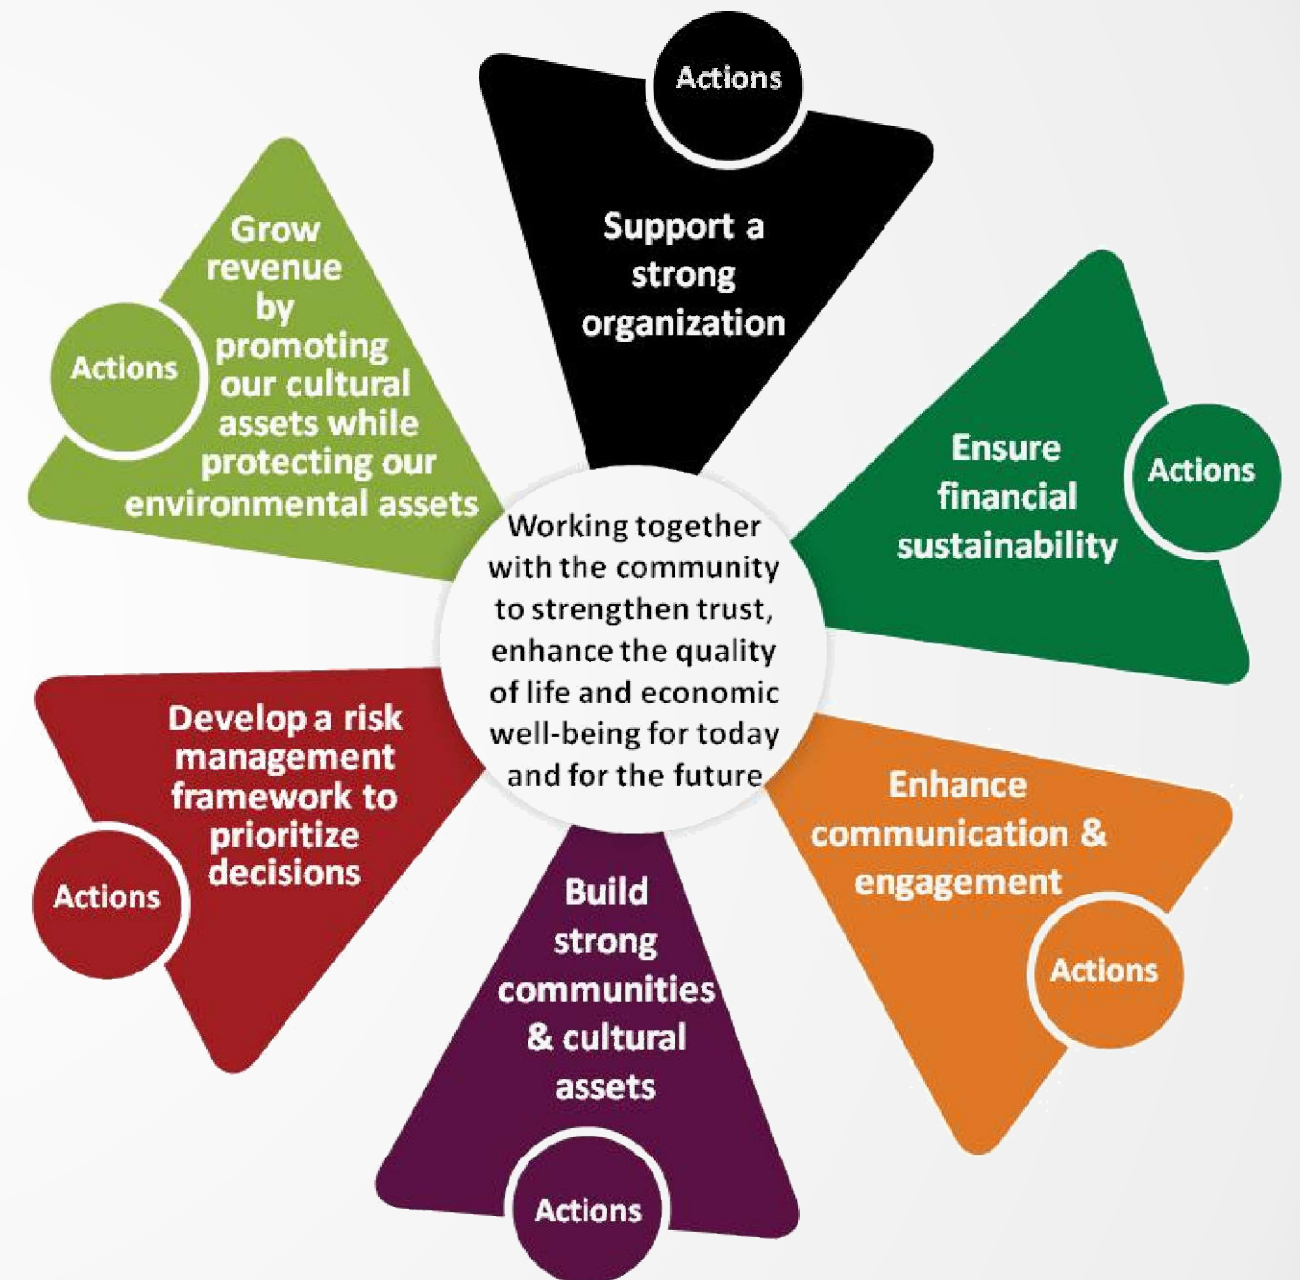 Actions
Support a
strong
organization
Ensure
financial
sustainability
Actions
Enhance
communication &
engagement
Actions
Build
strong
communities
& cultural
assets
Actions
Develop a risk
management
framework to
prioritize
decisions
Actions
Grow
revenue
by
promoting
our cultural
assets while
protecting our
environmental assets
Actions
Working together
with the community
to strengthen trust,
enhance the quality
of life and economic
well-being for today
and for the future